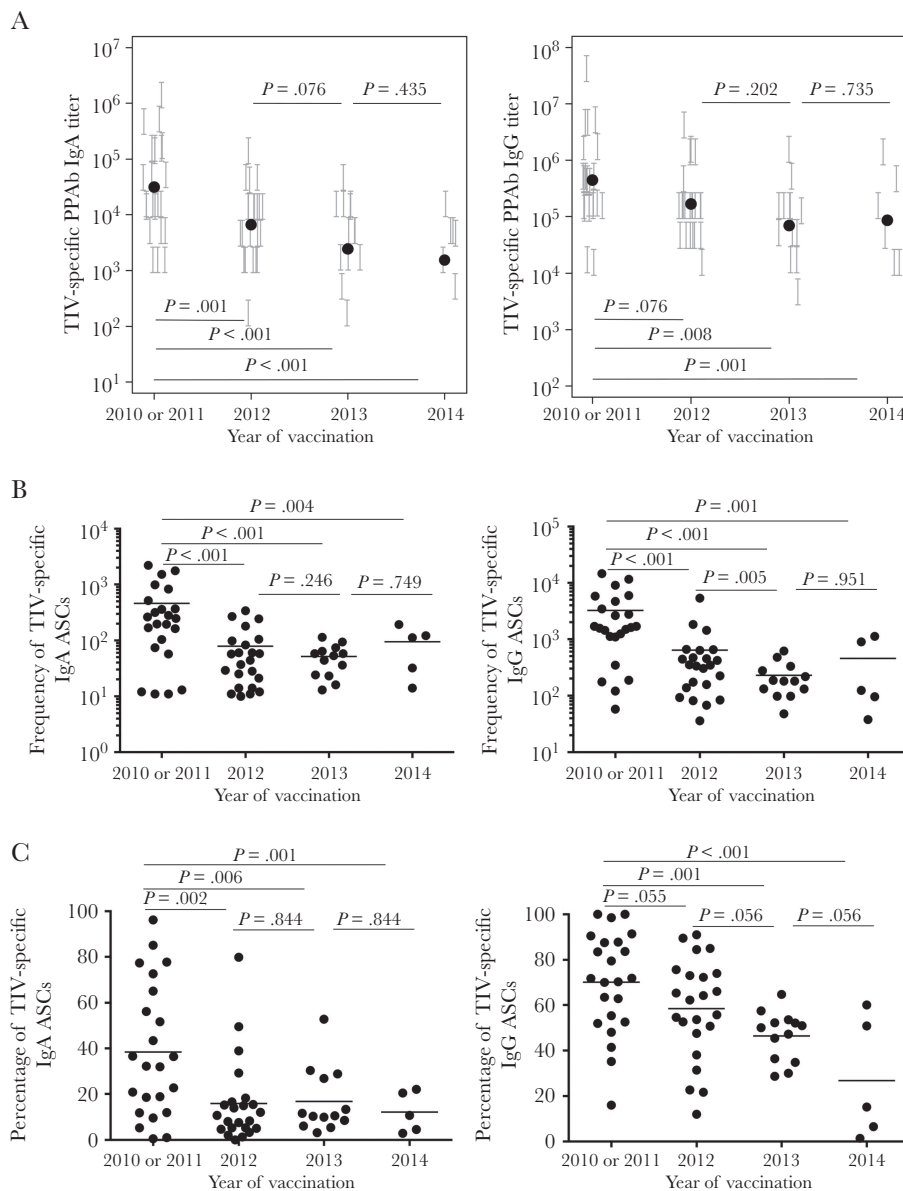 A
TIV-specific PPAb IgA titer
10^7
10^6
10^5
10^4
10^3
10^2
10^1
P = .076
P = .435
P = .001
P < .001
P < .001
2010 or 2011
2012
2013
2014
Year of vaccination
TIV-specific PPAb IgG titer
10^8
10^7
10^6
10^5
10^4
10^3
10^2
P = .202
P = .735
P = .076
P = .008
P = .001
2010 or 2011
2012
2013
2014
Year of vaccination
B
Frequency of TIV-specific
IgA ASCs
P = .004
P < .001
P < .001
P = .246
P = .749
10^4
10^3
10^2
10^1
10^0
2010 or 2011
2012
2013
2014
Year of vaccination
Frequency of TIV-specific
IgG ASCs
P = .001
P < .001
P < .001
P = .005
P = .951
10^5
10^4
10^3
10^2
10^1
2010 or 2011
2012
2013
2014
Year of vaccination
C
Percentage of TIV-specific
IgA ASCs
P = .001
P = .006
P = .002
P = .844
P = .844
100
80
60
40
20
0
2010 or 2011
2012
2013
2014
Year of vaccination
Percentage of TIV-specific
IgG ASCs
P < .001
P = .001
P = .055
P = .056
P = .056
100
80
60
40
20
0
2010 or 2011
2012
2013
2014
Year of vaccination